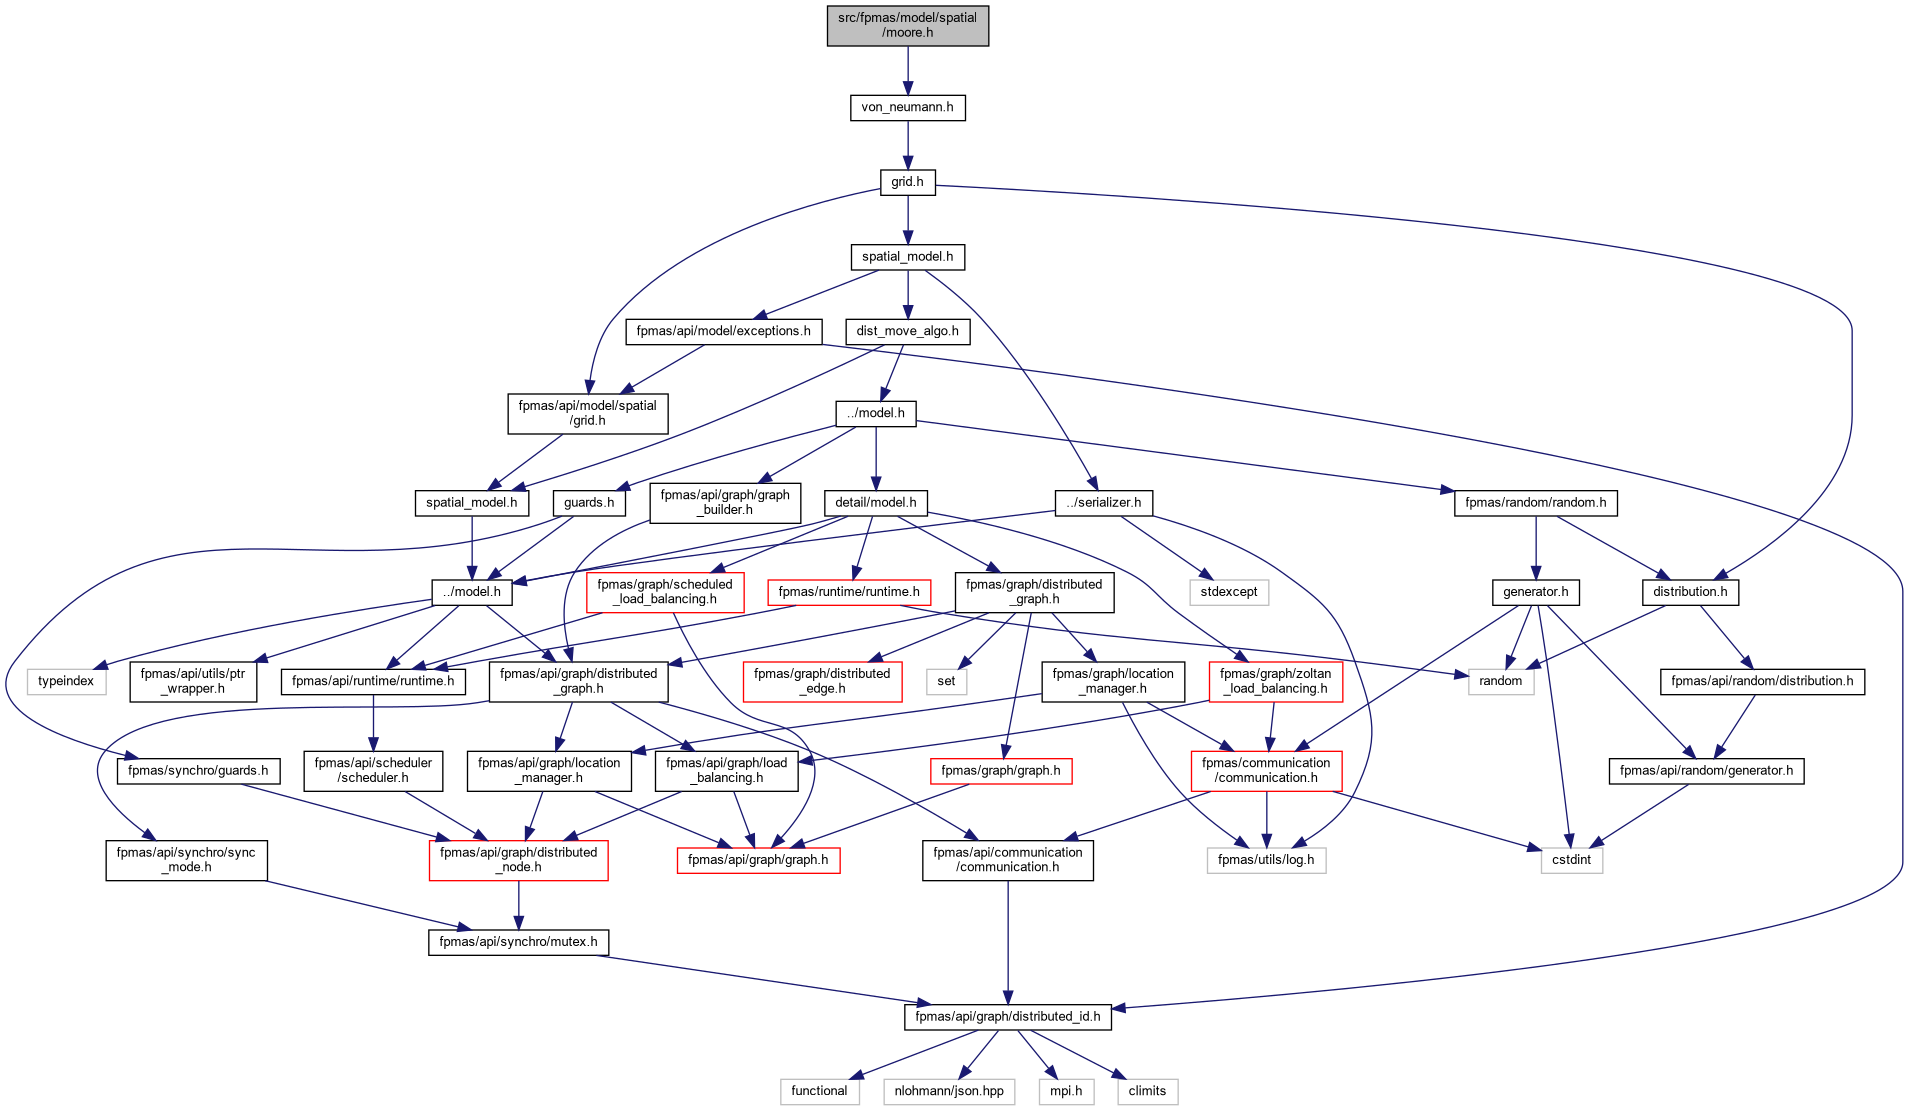 src/fpmas/model/spatial
/moore.h
von_neumann.h
grid.h
spatial_model.h
fpmas/api/model/exceptions.h
dist_move_algo.h
fpmas/api/model/spatial
/grid.h
../model.h
spatial_model.h
guards.h
fpmas/api/graph/graph
_builder.h
detail/model.h
../serializer.h
fpmas/random/random.h
../model.h
fpmas/graph/scheduled
_load_balancing.h
fpmas/runtime/runtime.h
fpmas/graph/distributed
_graph.h
stdexcept
generator.h
distribution.h
typeindex
fpmas/api/utils/ptr
_wrapper.h
fpmas/api/runtime/runtime.h
fpmas/api/graph/distributed
_graph.h
fpmas/graph/distributed
_edge.h
set
fpmas/graph/location
_manager.h
fpmas/graph/zoltan
_load_balancing.h
random
fpmas/api/random/distribution.h
fpmas/synchro/guards.h
fpmas/api/scheduler
/scheduler.h
fpmas/api/graph/location
_manager.h
fpmas/api/graph/load
_balancing.h
fpmas/graph/graph.h
fpmas/communication
/communication.h
fpmas/api/random/generator.h
fpmas/api/synchro/sync
_mode.h
fpmas/api/graph/distributed
_node.h
fpmas/api/graph/graph.h
fpmas/api/communication
/communication.h
fpmas/utils/log.h
cstdint
fpmas/api/synchro/mutex.h
fpmas/api/graph/distributed_id.h
functional
nlohmann/json.hpp
mpi.h
climits